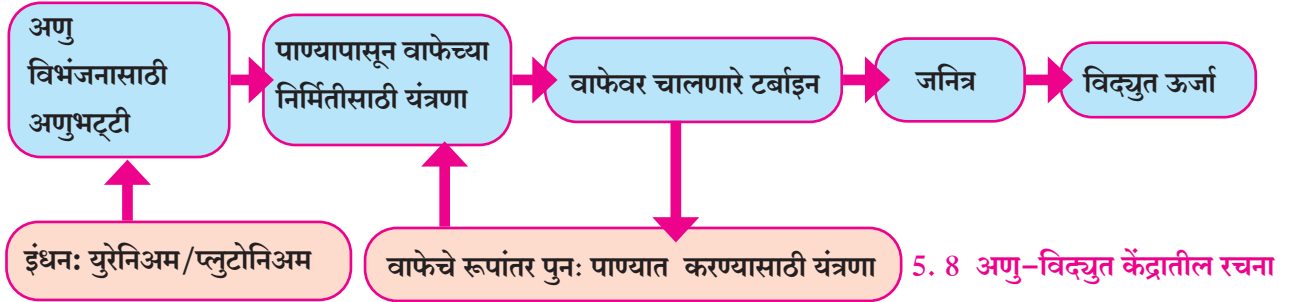 अणु
विभंजनासाठी
अणुभट्टी
पाण्यापासून वाफेच्या
निर्मितीसाठी यंत्रणा
वाफेवर चालणारे टर्बाइन
जनित्र
विद्युत ऊर्जा
इंधन: युरेनिअम/प्लुटोनिअम
वाफेचे रूपांतर पुनः पाण्यात करण्यासाठी यंत्रणा
5. 8 अणु-विद्युत केंद्रातील रचना